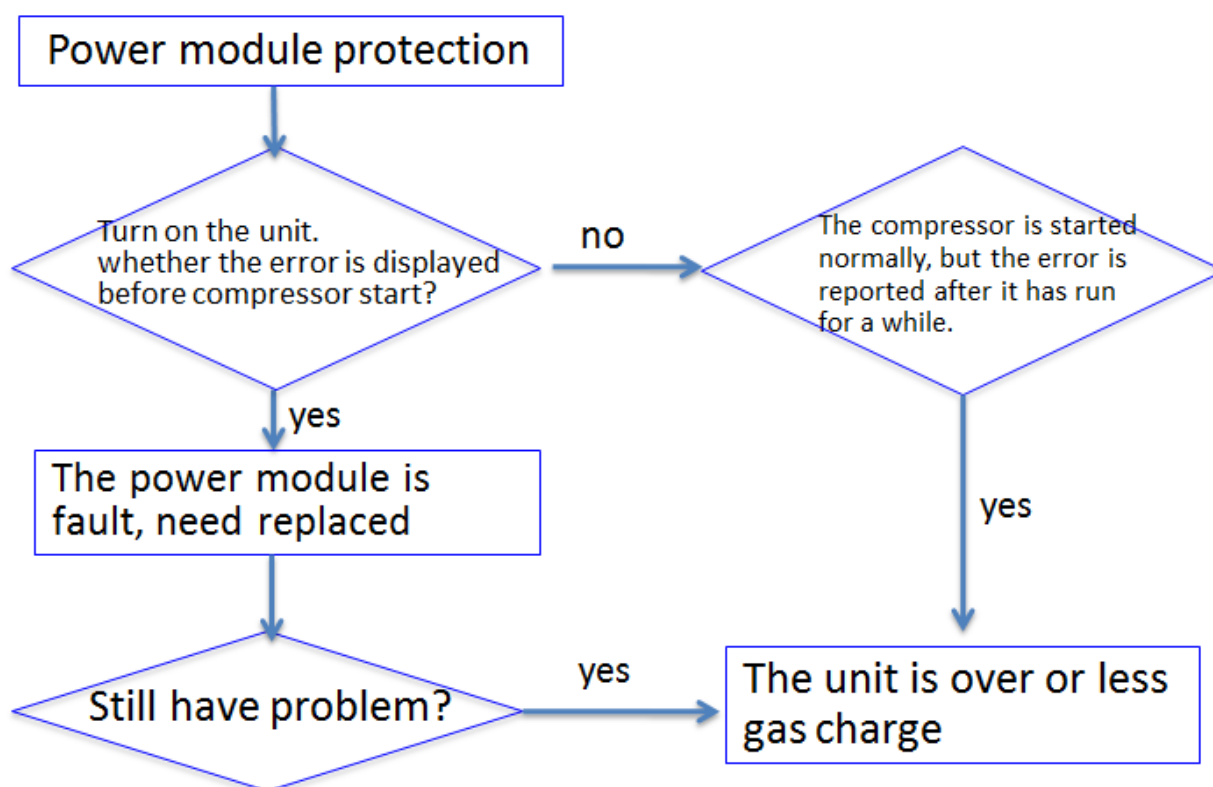 Power module protection
Turn on the unit.
whether the error is displayed
before compressor start?
no
The compressor is started
normally, but the error is
reported after it has run
for a while.
yes
The power module is
fault, need replaced
yes
Still have problem?
yes
The unit is over or less
gas charge